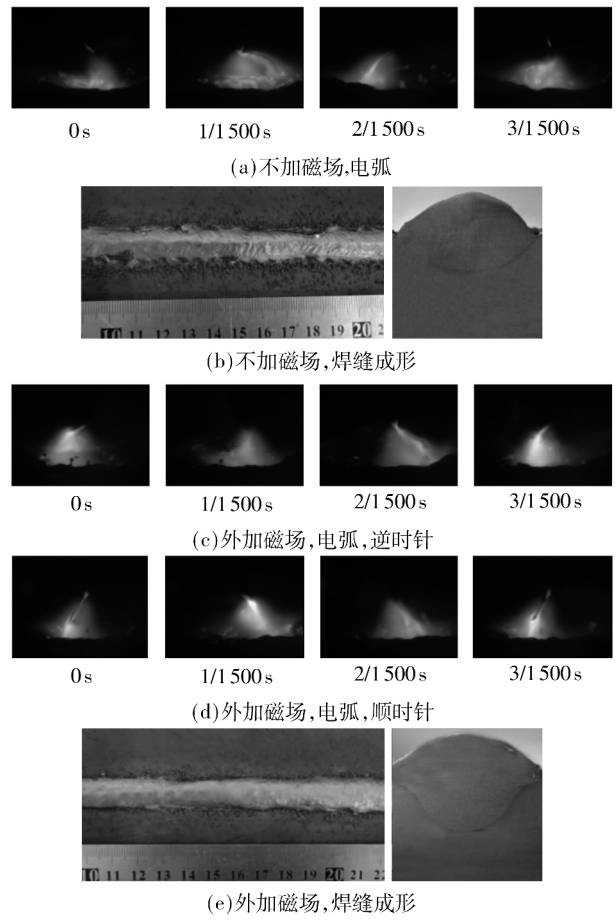 0 s 1/1 500 s 2/1 500 s 3/1 500 s
(a)不加磁场,电弧
10 11 12 13 14 15 16 17 18 19 20 2
(b)不加磁场,焊缝成形
0 s 1/1 500 s 2/1 500 s 3/1 500 s
(c)外加磁场,电弧,逆时针
0 s 1/1 500 s 2/1 500 s 3/1 500 s
(d)外加磁场,电弧,顺时针
10 11 12 13 14 15 16 17 18 19 20 21 22
(e)外加磁场,焊缝成形